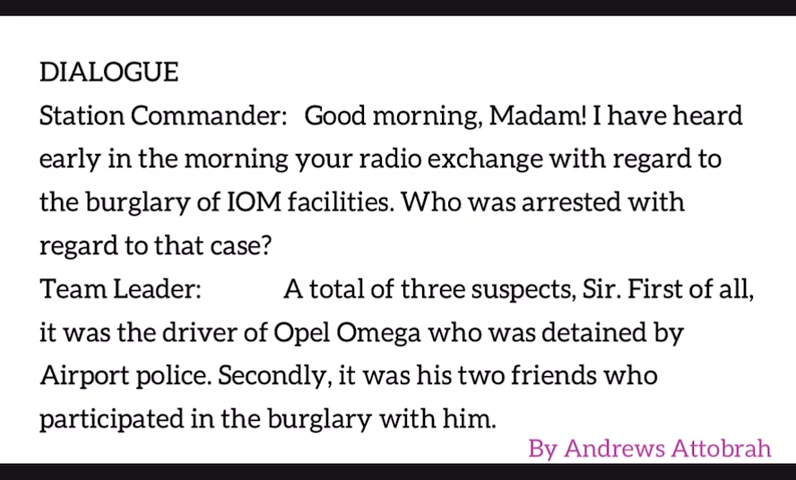 DIALOGUE
Station Commander: Good morning, Madam! I have heard
early in the morning your radio exchange with regard to
the burglary of IOM facilities. Who was arrested with
regard to that case?
Team Leader: A total of three suspects, Sir. First of all,
it was the driver of Opel Omega who was detained by
Airport police. Secondly, it was his two friends who
participated in the burglary with him.
By Andrews Attobrah